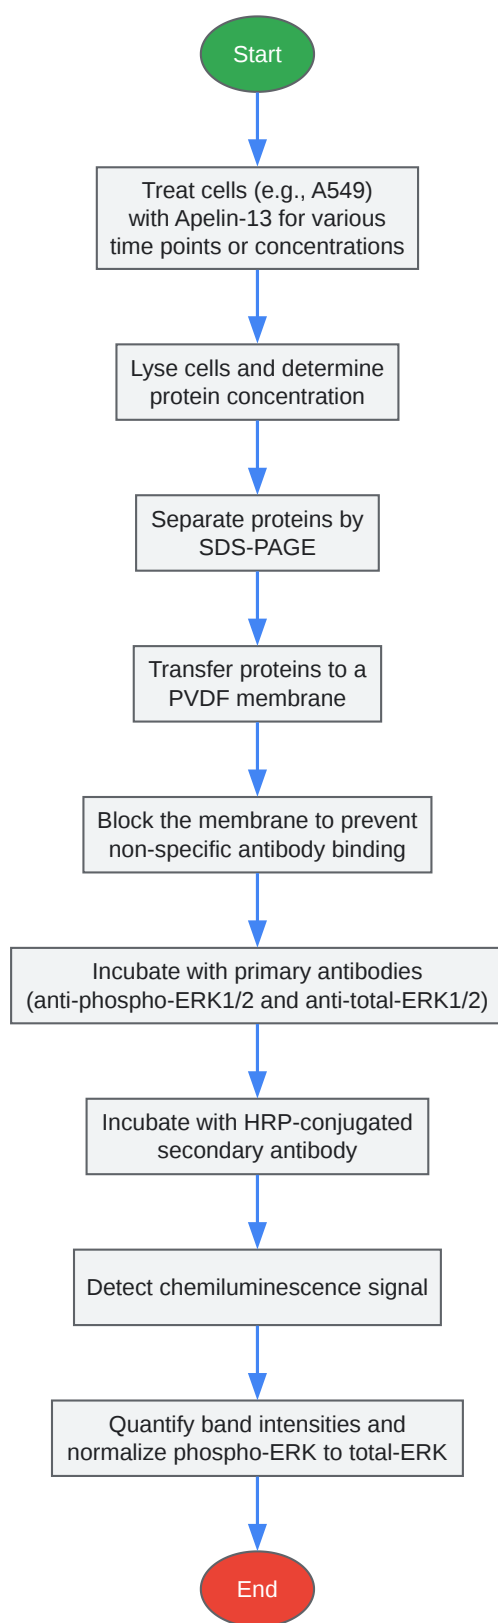 Start
Treat cells (e.g., A549)
with Apelin-13 for various
time points or concentrations
Lyse cells and determine
protein concentration
Separate proteins by
SDS-PAGE
Transfer proteins to a
PVDF membrane
Block the membrane to prevent
non-specific antibody binding
Incubate with primary antibodies
(anti-phospho-ERK1/2 and anti-total-ERK1/2)
Incubate with HRP-conjugated
secondary antibody
Detect chemiluminescence signal
Quantify band intensities and
normalize phospho-ERK to total-ERK
End